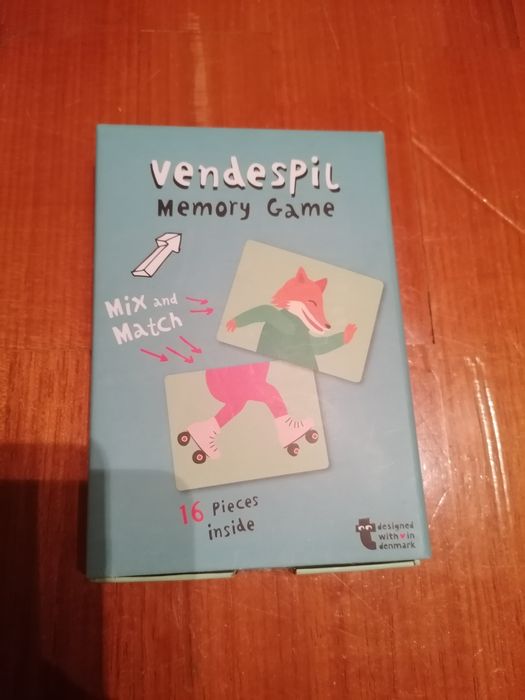 Vendespil
Memory Game
Mix and
Match
16 Pieces
inside
t designed
with ♥ in
denmark